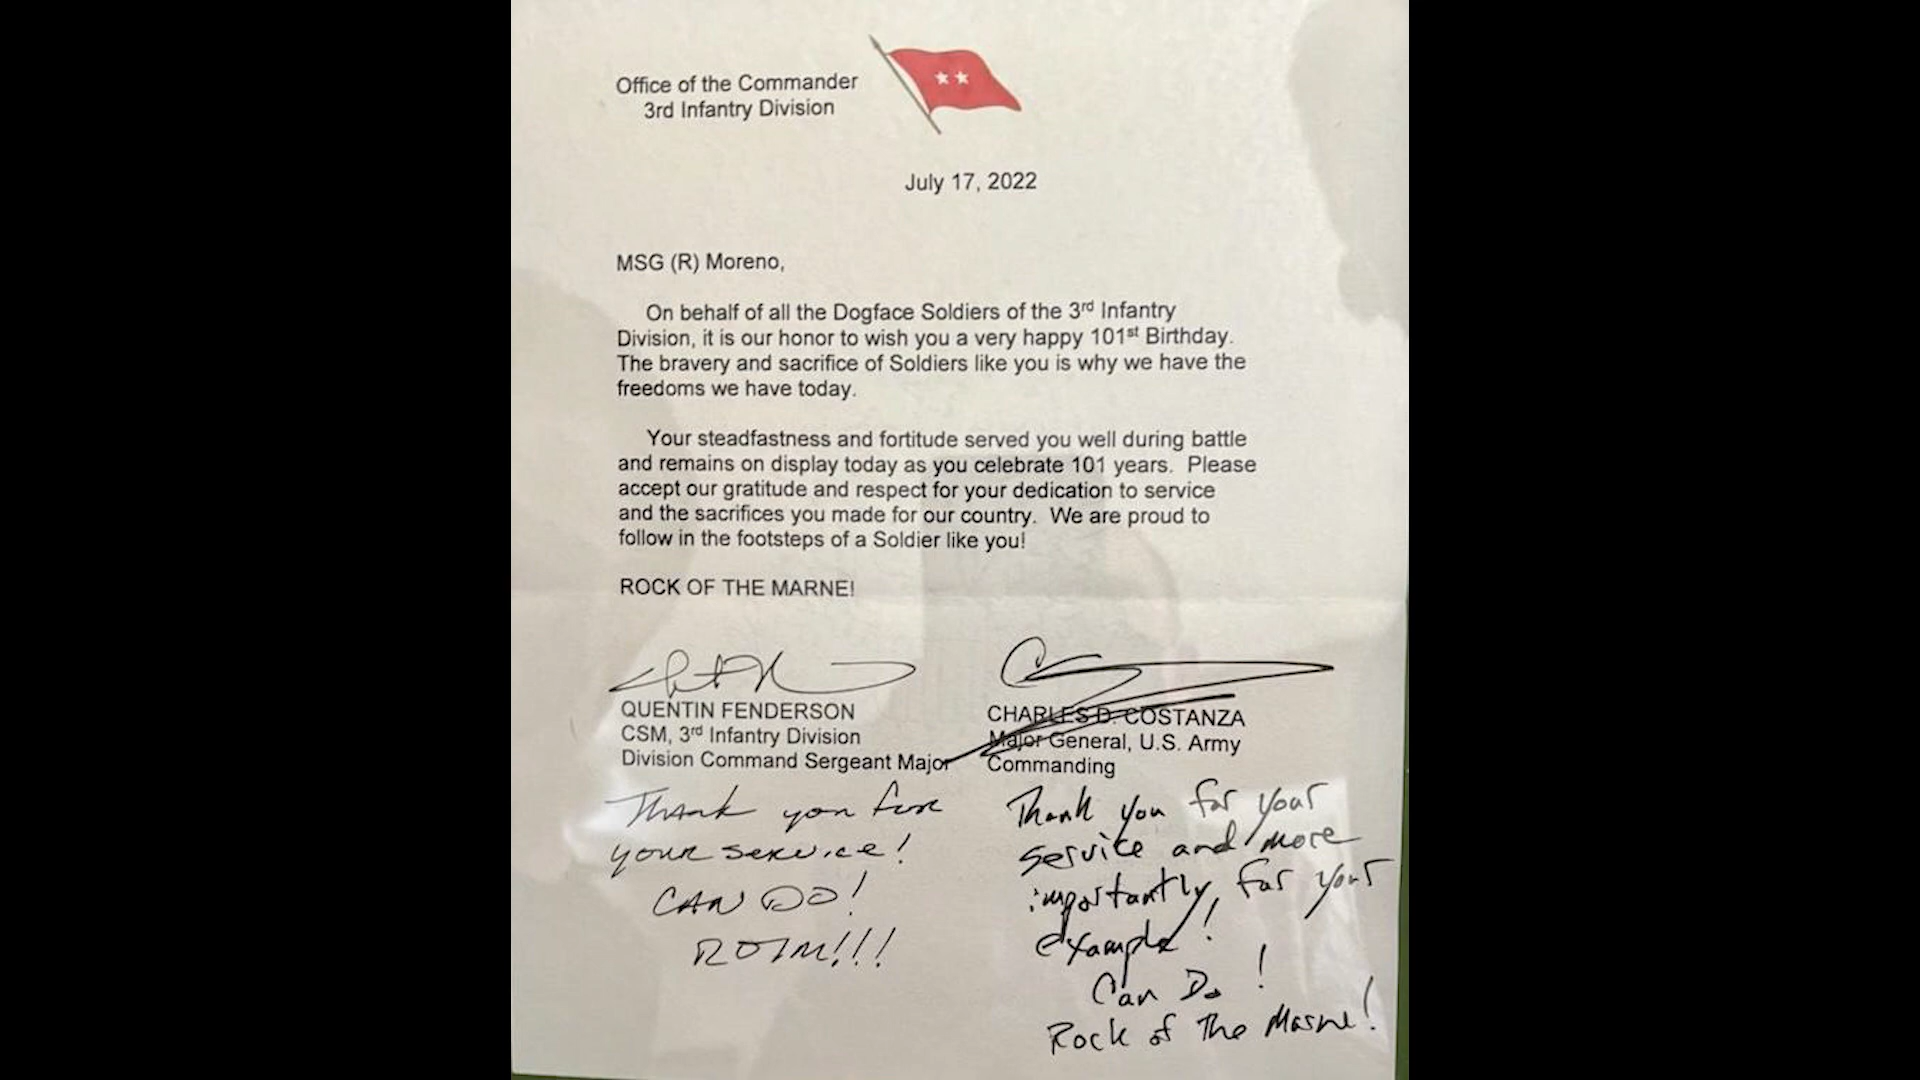 Office of the Commander
3rd Infantry Division
July 17, 2022
MSG (R) Moreno,
On behalf of all the Dogface Soldiers of the 3rd Infantry
Division, it is our honor to wish you a very happy 101st Birthday.
The bravery and sacrifice of Soldiers like you is why we have the
freedoms we have today.
Your steadfastness and fortitude served you well during battle
and remains on display today as you celebrate 101 years. Please
accept our gratitude and respect for your dedication to service
and the sacrifices you made for our country. We are proud to
follow in the footsteps of a Soldier like you!
ROCK OF THE MARNE!
QUENTIN FENDERSON
CSM, 3rd Infantry Division
Division Command Sergeant Major
Thank you for
your service!
CAN DO!
ROTM!!!
CHARLES D. COSTANZA
Major General, U.S. Army
Commanding
Thank you for your
service and more
importantly, for your
example!
Can Do!
Rock of the Marne!